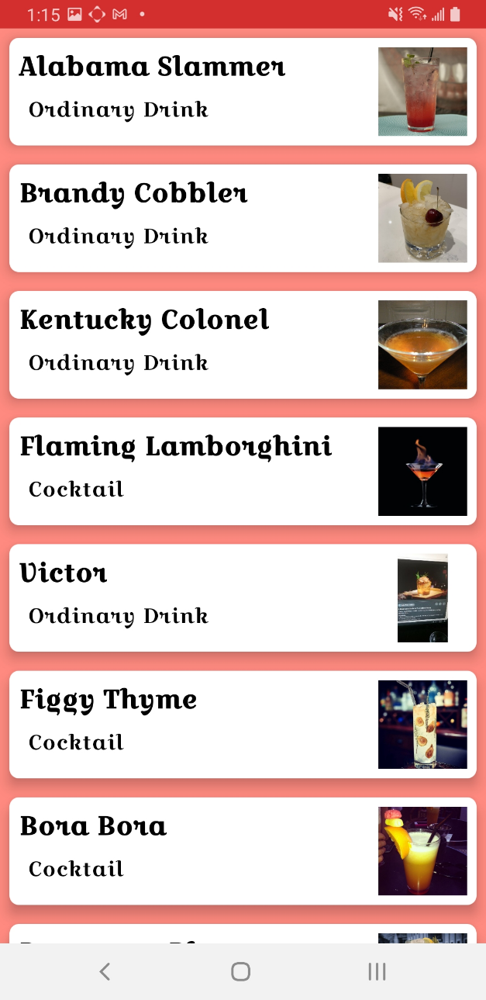 1:15
Alabama Slammer
Ordinary Drink
Brandy Cobbler
Ordinary Drink
Kentucky Colonel
Ordinary Drink
Flaming Lamborghini
Cocktail
Victor
Ordinary Drink
Figgy Thyme
Cocktail
Bora Bora
Cocktail